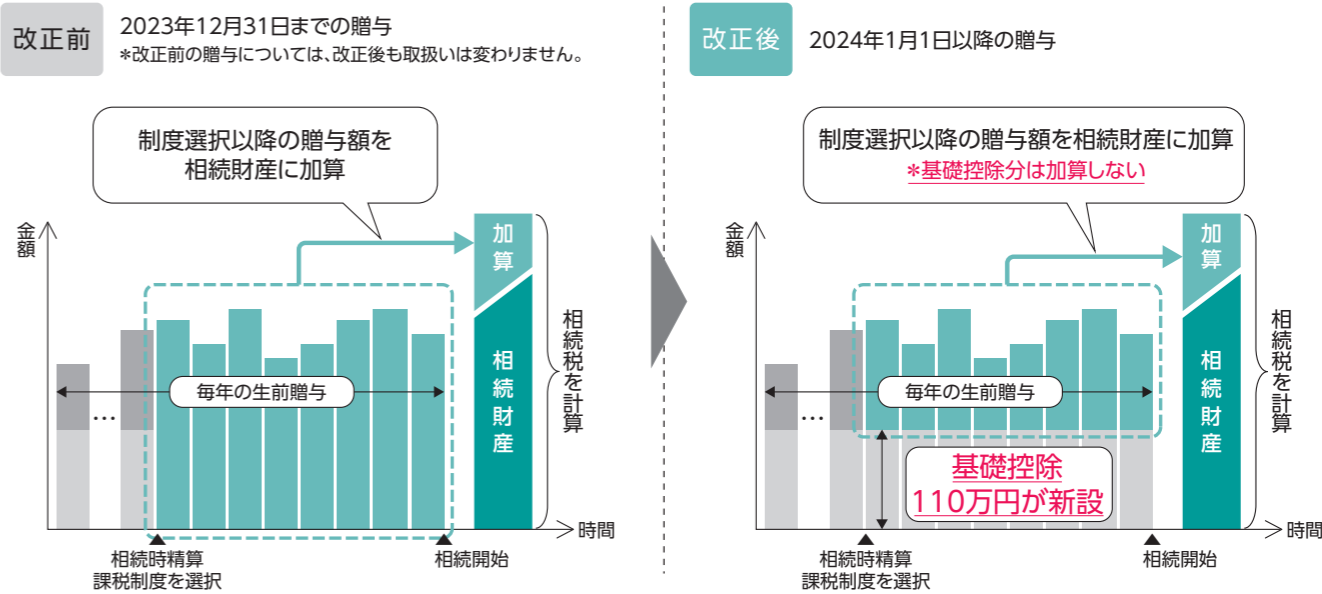 改正前
2023年12月31日までの贈与
*改正前の贈与については、改正後も取扱いは変わりません。
制度選択以降の贈与額を
相続財産に加算
金額
加算
相続財産
相続税を計算
毎年の生前贈与
…
時間
相続時精算
課税制度を選択
相続開始
改正後
2024年1月1日以降の贈与
制度選択以降の贈与額を相続財産に加算
*基礎控除分は加算しない
金額
加算
相続財産
相続税を計算
毎年の生前贈与
…
基礎控除
110万円が新設
時間
相続時精算
課税制度を選択
相続開始